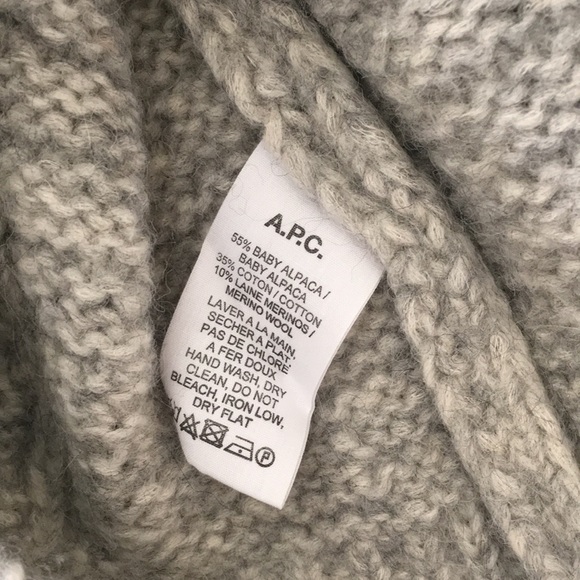 A.P.C.
55% BABY ALPACA /
BABY ALPACA
35% COTON / COTTON
10% LAINE MERINOS /
MERINO WOOL
LAVER A LA MAIN,
SECHER A PLAT,
PAS DE CHLORE
A FER DOUX
HAND WASH, DRY
CLEAN, DO NOT
BLEACH, IRON LOW,
DRY FLAT
P